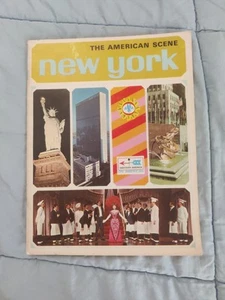 THE AMERICAN SCENE
new york